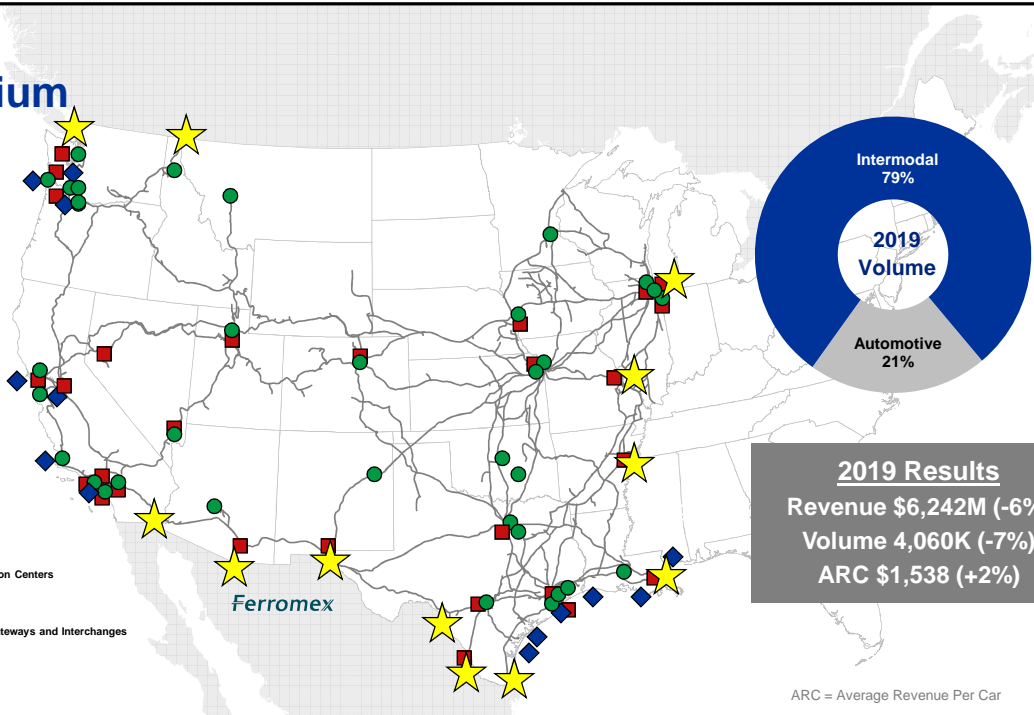 ium
Intermodal
79%
2019
Volume
Automotive
21%
2019 Results
Revenue $6,242M (-6%
Volume 4,060K (-7%)
ARC $1,538 (+2%)
on Centers
Ferromex
teways and Interchanges
ARC = Average Revenue Per Car